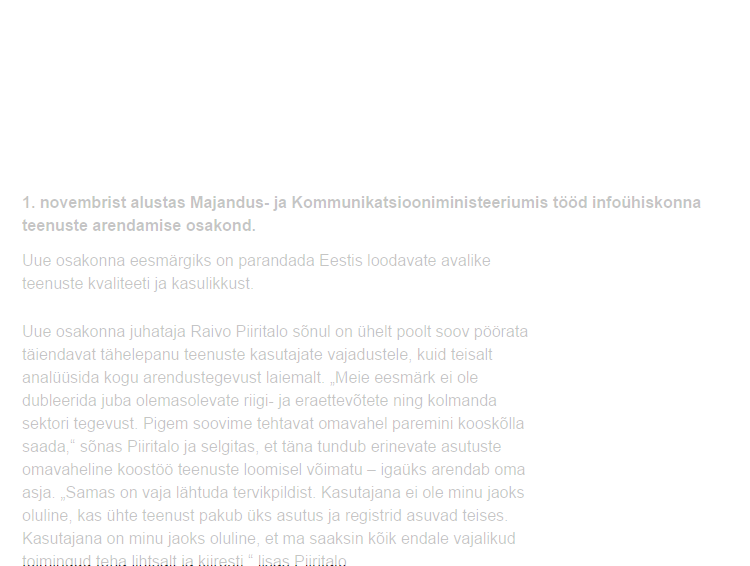 1. novembrist alustas Majandus- ja Kommunikatsiooniministeeriumis tööd infoühiskonna
teenuste arendamise osakond.
Uue osakonna eesmärgiks on parandada Eestis loodavate avalike
teenuste kvaliteeti ja kasulikkust.
Uue osakonna juhataja Raivo Piiritalo sõnul on ühelt poolt soov pöörata
täiendavat tähelepanu teenuste kasutajate vajadustele, kuid teisalt
analüüsida kogu arendustegevust laiemalt. „Meie eesmärk ei ole
dubleerida juba olemasolevate riigi- ja eraettevõtete ning kolmanda
sektori tegevust. Pigem soovime tehtavat omavahel paremini kooskõlla
saada,“ sõnas Piiritalo ja selgitas, et täna tundub erinevate asutuste
omavaheline koostöö teenuste loomisel võimatu – igaüks arendab oma
asja. „Samas on vaja lähtuda tervikpildist. Kasutajana ei ole minu jaoks
oluline, kas ühte teenust pakub üks asutus ja registrid asuvad teises.
Kasutajana on minu jaoks oluline, et ma saaksin kõik endale vajalikud
toimingud teha lihtsalt ja kiiresti,“ lisas Piiritalo